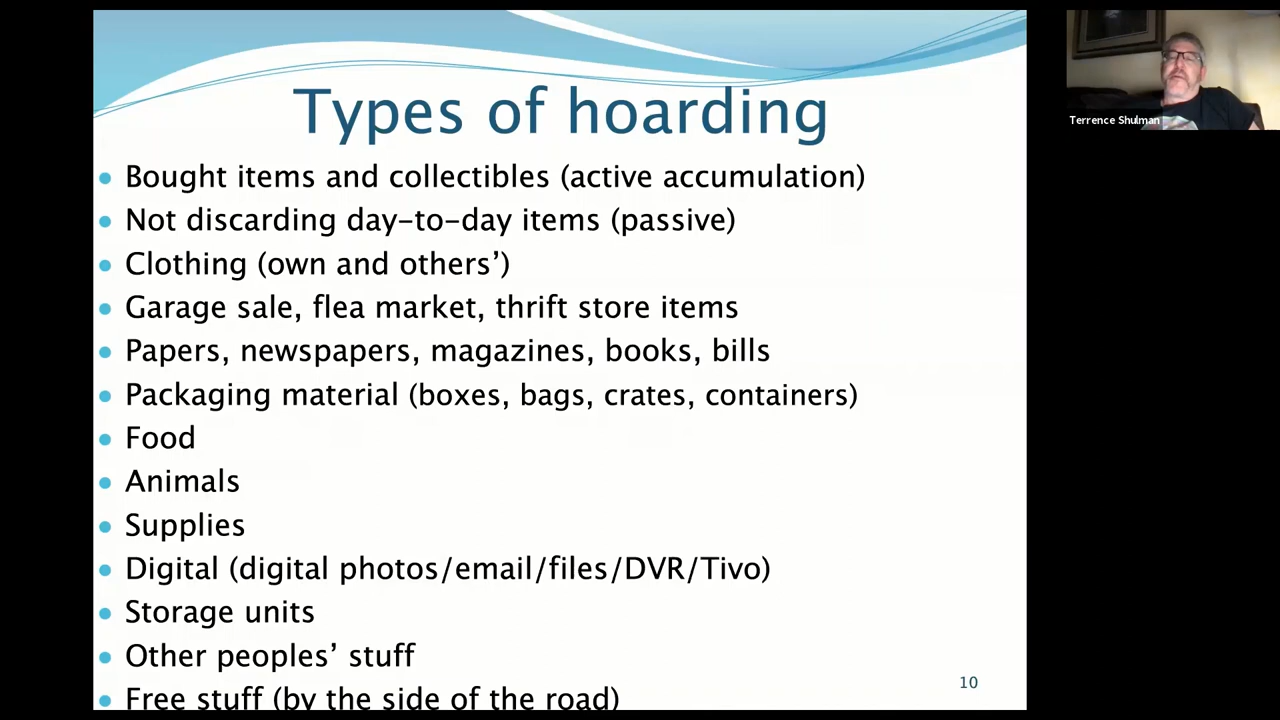 Types of hoarding
• Bought items and collectibles (active accumulation)
• Not discarding day-to-day items (passive)
• Clothing (own and others’)
• Garage sale, flea market, thrift store items
• Papers, newspapers, magazines, books, bills
• Packaging material (boxes, bags, crates, containers)
• Food
• Animals
• Supplies
• Digital (digital photos/email/files/DVR/Tivo)
• Storage units
• Other peoples’ stuff
• Free stuff (by the side of the road)
10
Terrence Shulman